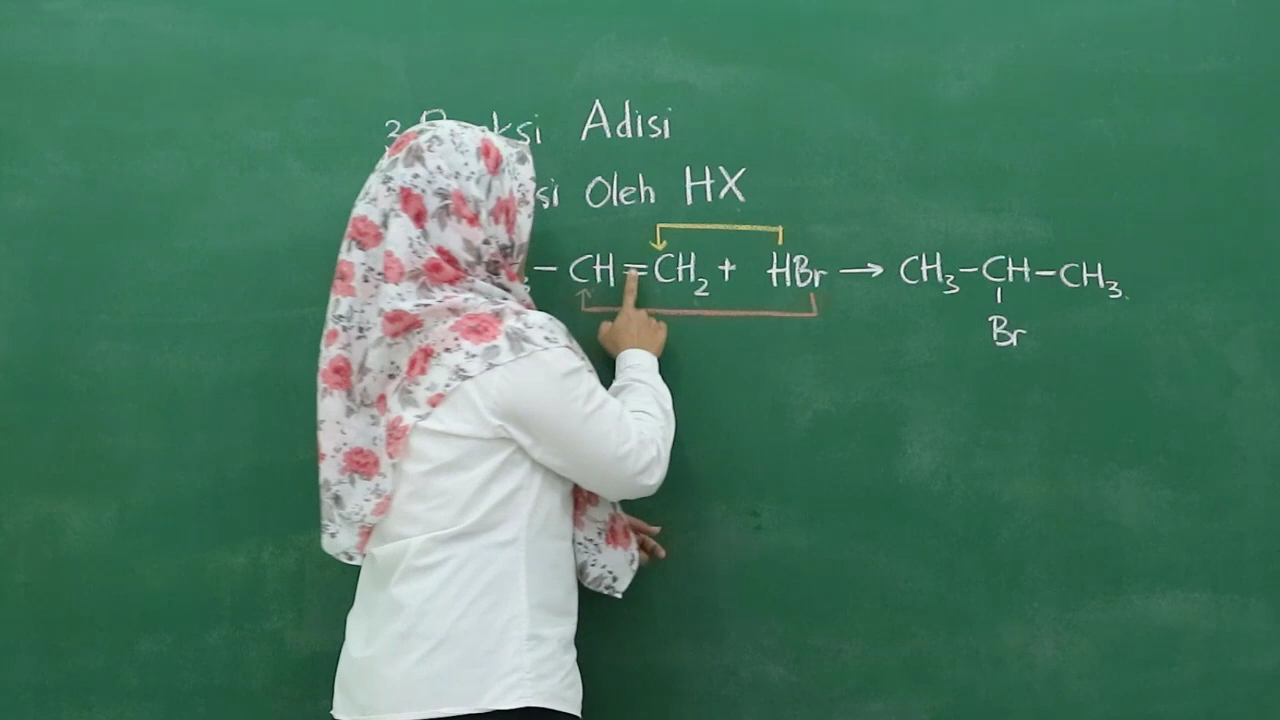 Adisi
Oleh HX
– CH=CH₂ + HBr → CH₃–CH–CH₃
Br